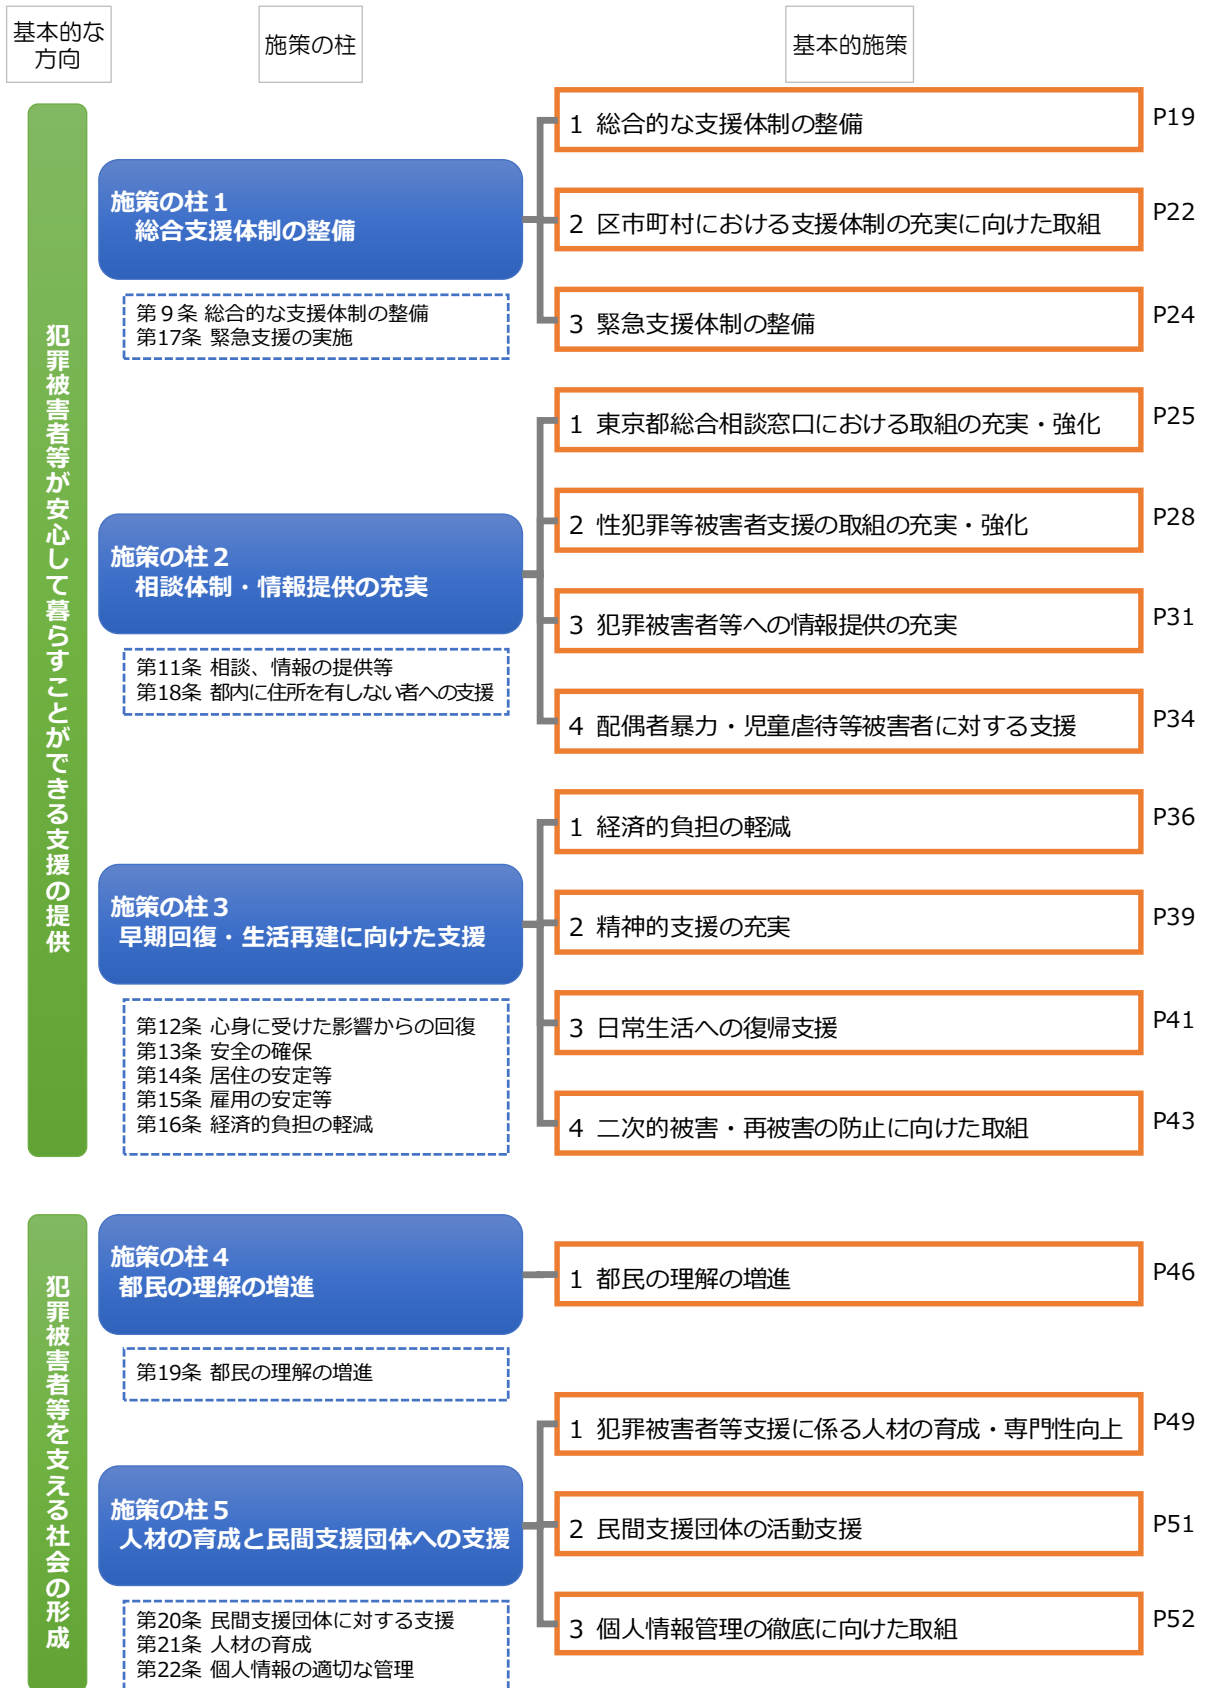 基本的な
方向
施策の柱
基本的施策
犯罪被害者等が安心して暮らすことができる支援の提供
施策の柱１
総合支援体制の整備
第９条 総合的な支援体制の整備
第17条 緊急支援の実施
1 総合的な支援体制の整備
P19
2 区市町村における支援体制の充実に向けた取組
P22
3 緊急支援体制の整備
P24
施策の柱２
相談体制・情報提供の充実
第11条 相談、情報の提供等
第18条 都内に住所を有しない者への支援
1 東京都総合相談窓口における取組の充実・強化
P25
2 性犯罪等被害者支援の取組の充実・強化
P28
3 犯罪被害者等への情報提供の充実
P31
4 配偶者暴力・児童虐待等被害者に対する支援
P34
施策の柱３
早期回復・生活再建に向けた支援
第12条 心身に受けた影響からの回復
第13条 安全の確保
第14条 居住の安定等
第15条 雇用の安定等
第16条 経済的負担の軽減
1 経済的負担の軽減
P36
2 精神的支援の充実
P39
3 日常生活への復帰支援
P41
4 二次的被害・再被害の防止に向けた取組
P43
犯罪被害者等を支える社会の形成
施策の柱４
都民の理解の増進
第19条 都民の理解の増進
1 都民の理解の増進
P46
施策の柱５
人材の育成と民間支援団体への支援
第20条 民間支援団体に対する支援
第21条 人材の育成
第22条 個人情報の適切な管理
1 犯罪被害者等支援に係る人材の育成・専門性向上
P49
2 民間支援団体の活動支援
P51
3 個人情報管理の徹底に向けた取組
P52